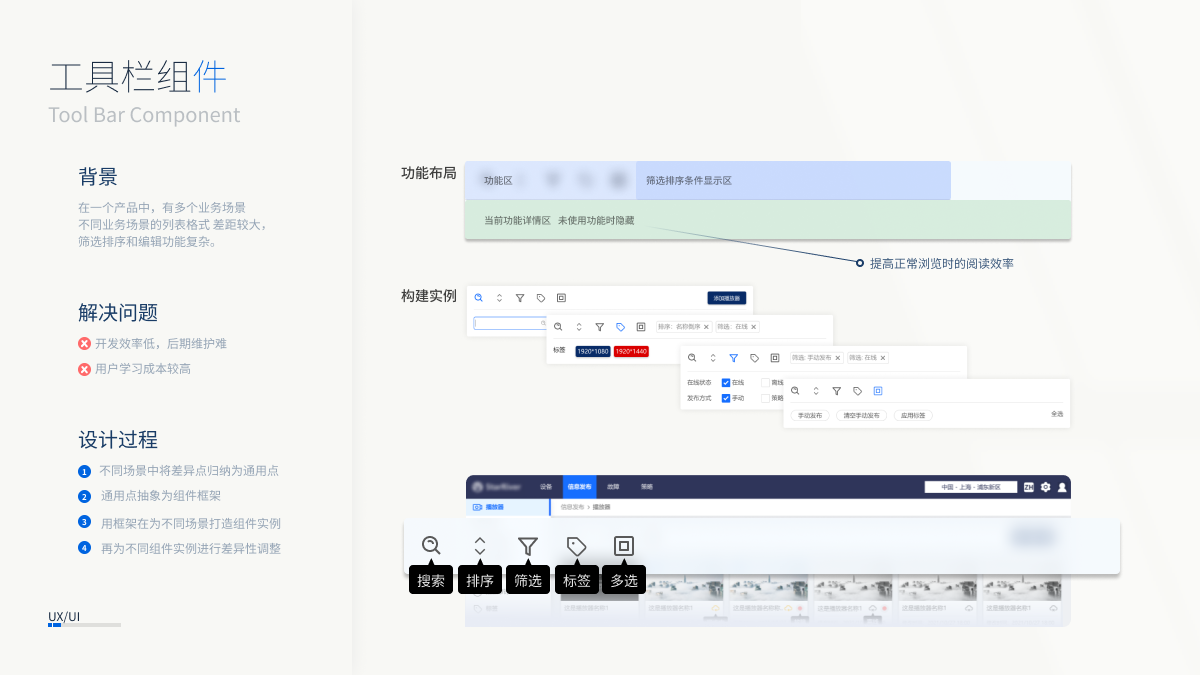 工具栏组件
Tool Bar Component
背景
在一个产品中，有多个业务场景
不同业务场景的列表格式 差距较大，
筛选排序和编辑功能复杂。
解决问题
开发效率低，后期维护难
用户学习成本较高
设计过程
1 不同场景中将差异点归纳为通用点
2 通用点抽象为组件框架
3 用框架在为不同场景打造组件实例
4 再为不同组件实例进行差异性调整
UX/UI
功能布局
功能区
筛选排序条件显示区
当前功能详情区 未使用功能时隐藏
提高正常浏览时的阅读效率
构建实例
添加播放器
排序：名称倒序 ×
筛选：在线 ×
标签
1920*1080
1920*1440
筛选: 手动发布 ×
筛选: 在线 ×
在线状态
在线
离线
发布方式
手动
策略
手动发布
清空手动发布
应用标签
全选
StarRiver
设备
信息发布
故障
策略
中国 - 上海 - 浦东新区
ZH
播放器
信息发布 > 播放器
搜索
排序
筛选
标签
多选